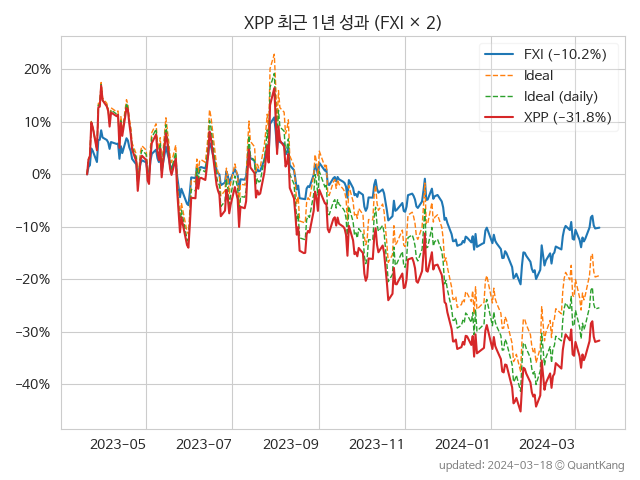 XPP 최근 1년 성과 (FXI × 2)
FXI (−10.2%)
Ideal
Ideal (daily)
XPP (−31.8%)
20%
10%
0%
−10%
−20%
−30%
−40%
2023-05 2023-07 2023-09 2023-11 2024-01 2024-03
updated: 2024-03-18 © QuantKang